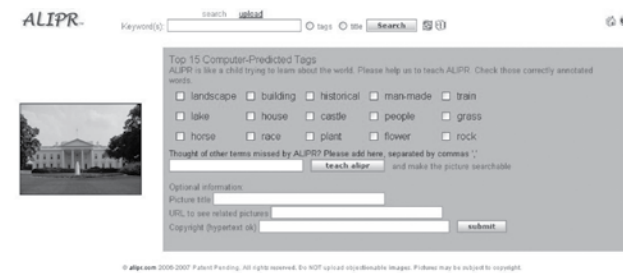 ALIPR
search upload
Keyword(s): tags title Search
Top 15 Computer-Predicted Tags
ALIPR is like a child trying to learn about the world. Please help us to teach ALIPR. Check those correctly annotated
words.
landscape building historical man-made train
lake house castle people grass
horse race plant flower rock
Thought of other terms missed by ALIPR? Please add here, separated by commas ','
teach alipr and make the picture searchable
Optional information
Picture title
URL to see related pictures
Copyright (hypertext ok) submit
© alipr.com 2006-2007 Patent Pending. All rights reserved. Do NOT upload objectionable images. Pictures may be subject to copyright.